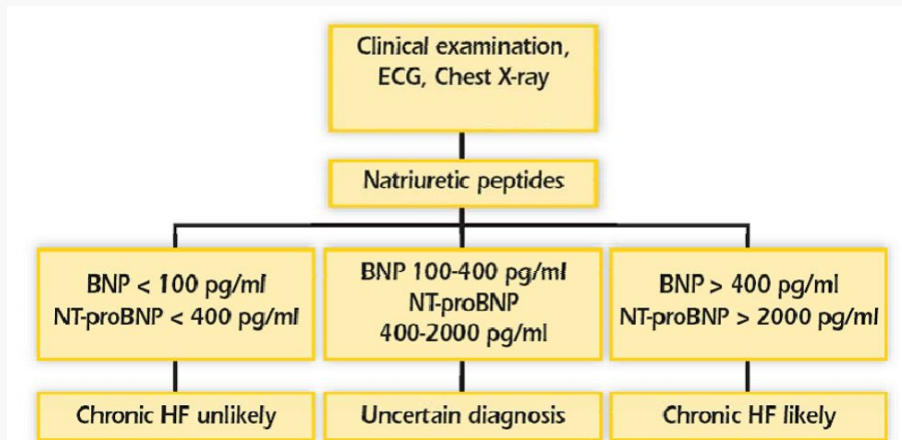 Clinical examination,
ECG, Chest X-ray
Natriuretic peptides
BNP < 100 pg/ml
NT-proBNP < 400 pg/ml
BNP 100-400 pg/ml
NT-proBNP
400-2000 pg/ml
BNP > 400 pg/ml
NT-proBNP > 2000 pg/ml
Chronic HF unlikely
Uncertain diagnosis
Chronic HF likely